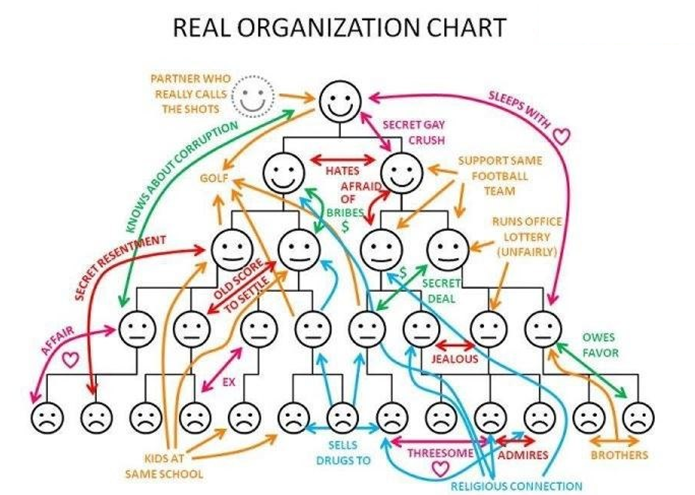 REAL ORGANIZATION CHART
PARTNER WHO
REALLY CALLS
THE SHOTS
SLEEPS WITH
SECRET GAY
CRUSH
KNOWS ABOUT CORRUPTION
GOLF
HATES
AFRAID
OF
BRIBES
$
SUPPORT SAME
FOOTBALL
TEAM
RUNS OFFICE
LOTTERY
(UNFAIRLY)
SECRET RESENTMENT
OLD SCORE
TO SETTLE
$
SECRET
DEAL
AFFAIR
JEALOUS
OWES
FAVOR
EX
KIDS AT
SAME SCHOOL
SELLS
DRUGS TO
THREESOME
ADMIRES
BROTHERS
RELIGIOUS CONNECTION